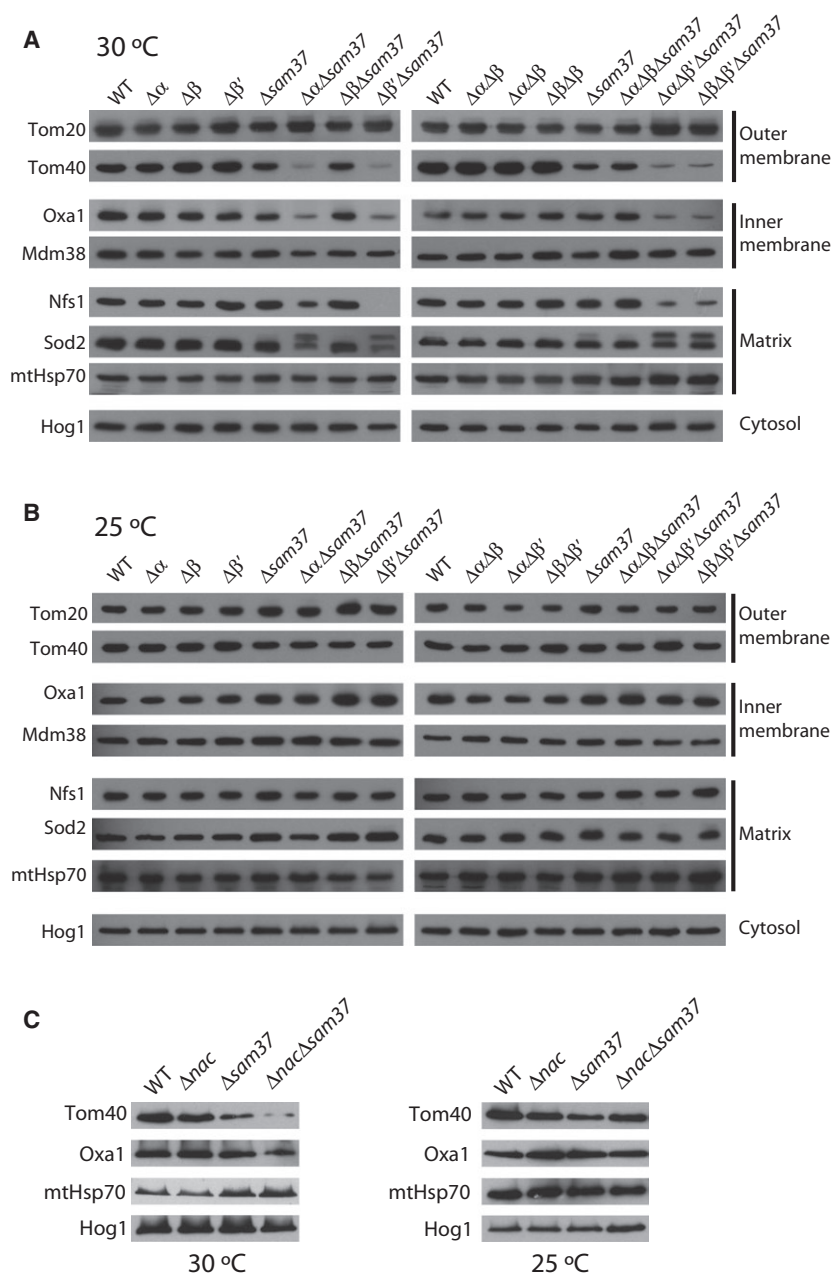 A
30 °C
WT Δα Δβ Δβ' Δsam37 ΔαΔsam37 ΔβΔsam37 Δβ'Δsam37
WT ΔαΔβ ΔαΔβ ΔβΔβ Δsam37 ΔαΔβΔsam37 ΔαΔβ'Δsam37 ΔβΔβ'Δsam37
Tom20
Tom40
Outer
membrane
Oxa1
Mdm38
Inner
membrane
Nfs1
Sod2
mtHsp70
Matrix
Hog1
Cytosol
B
25 °C
WT Δα Δβ Δβ' Δsam37 ΔαΔsam37 ΔβΔsam37 Δβ'Δsam37
WT ΔαΔβ ΔαΔβ' ΔβΔβ' Δsam37 ΔαΔβΔsam37 ΔαΔβ'Δsam37 ΔβΔβ'Δsam37
Tom20
Tom40
Outer
membrane
Oxa1
Mdm38
Inner
membrane
Nfs1
Sod2
mtHsp70
Matrix
Hog1
Cytosol
C
WT Δnac Δsam37 ΔnacΔsam37
Tom40
Oxa1
mtHsp70
Hog1
30 °C
WT Δnac Δsam37 ΔnacΔsam37
Tom40
Oxa1
mtHsp70
Hog1
25 °C